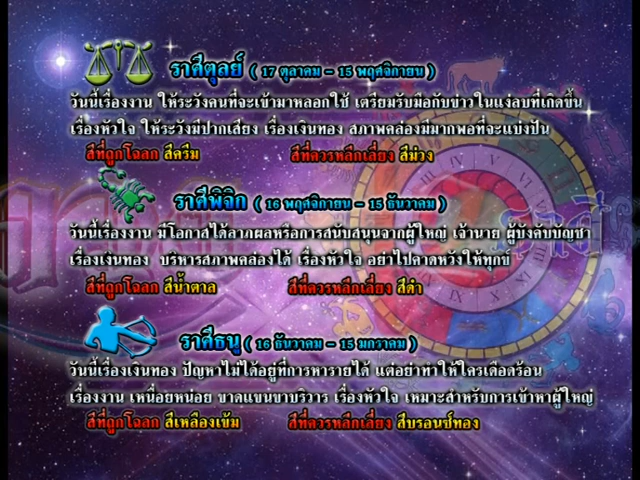 ราศีตุลย์ ( 17 ตุลาคม - 15 พฤศจิกายน )
วันนี้เรื่องงาน ให้ระวังคนที่จะเข้ามาหลอกใช้ เตรียมรับมือกับข่าวในแง่ลบที่เกิดขึ้น
เรื่องหัวใจ ให้ระวังมีปากเสียง เรื่องเงินทอง สภาพคล่องมีมากพอที่จะแบ่งปัน
สีที่ถูกโฉลก สีครีม สีที่ควรหลีกเลี่ยง สีม่วง
ราศีพิจิก ( 16 พฤศจิกายน - 15 ธันวาคม )
วันนี้เรื่องงาน มีโอกาสได้ลาภผลหรือการสนับสนุนจากผู้ใหญ่ เจ้านาย ผู้บังคับบัญชา
เรื่องเงินทอง บริหารสภาพคล่องได้ เรื่องหัวใจ อย่าไปคาดหวังให้ทุกข์
สีที่ถูกโฉลก สีน้ำตาล สีที่ควรหลีกเลี่ยง สีดำ
ราศีธนู ( 16 ธันวาคม - 15 มกราคม )
วันนี้เรื่องเงินทอง ปัญหาไม่ได้อยู่ที่การหารายได้ แต่อย่าทำให้ใครเดือดร้อน
เรื่องงาน เหนื่อยหน่อย ขาดแขนขาบริวาร เรื่องหัวใจ เหมาะสำหรับการเข้าหาผู้ใหญ่
สีที่ถูกโฉลก สีเหลืองเข้ม สีที่ควรหลีกเลี่ยง สีบรอนซ์ทอง